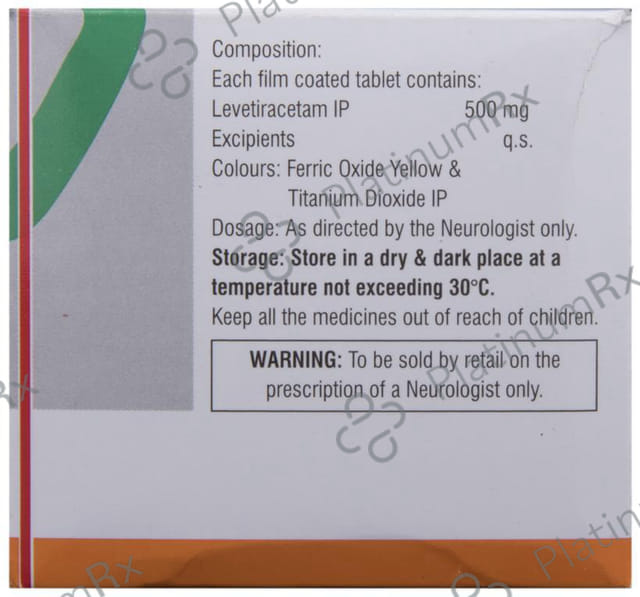 Composition:
Each film coated tablet contains:
Levetiracetam IP 500 mg
Excipients q.s.
Colours: Ferric Oxide Yellow &
Titanium Dioxide IP
Dosage: As directed by the Neurologist only.
Storage: Store in a dry & dark place at a
temperature not exceeding 30°C.
Keep all the medicines out of reach of children.
WARNING: To be sold by retail on the
prescription of a Neurologist only.
PlatinumRx
PlatinumRx
PlatinumRx